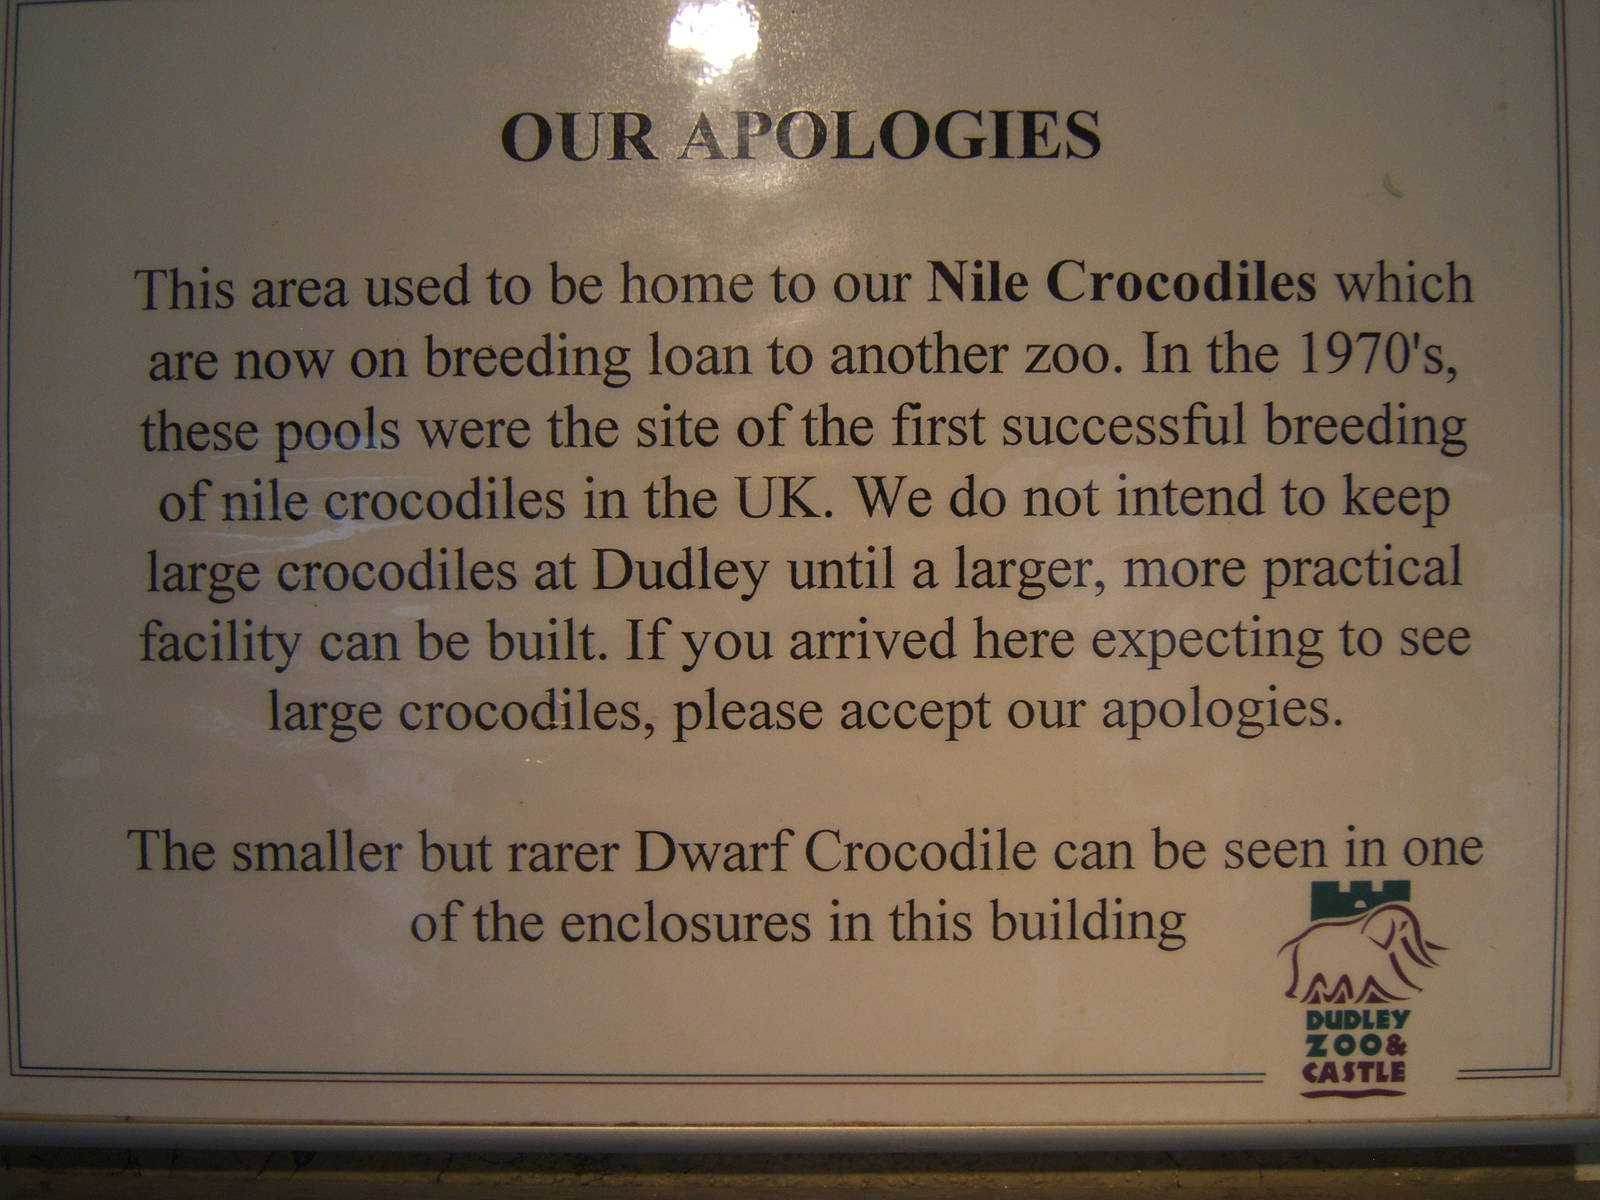 OUR APOLOGIES
This area used to be home to our Nile Crocodiles which
are now on breeding loan to another zoo. In the 1970's,
these pools were the site of the first successful breeding
of nile crocodiles in the UK. We do not intend to keep
large crocodiles at Dudley until a larger, more practical
facility can be built. If you arrived here expecting to see
large crocodiles, please accept our apologies.
The smaller but rarer Dwarf Crocodile can be seen in one
of the enclosures in this building
DUDLEY
ZOO&
CASTLE